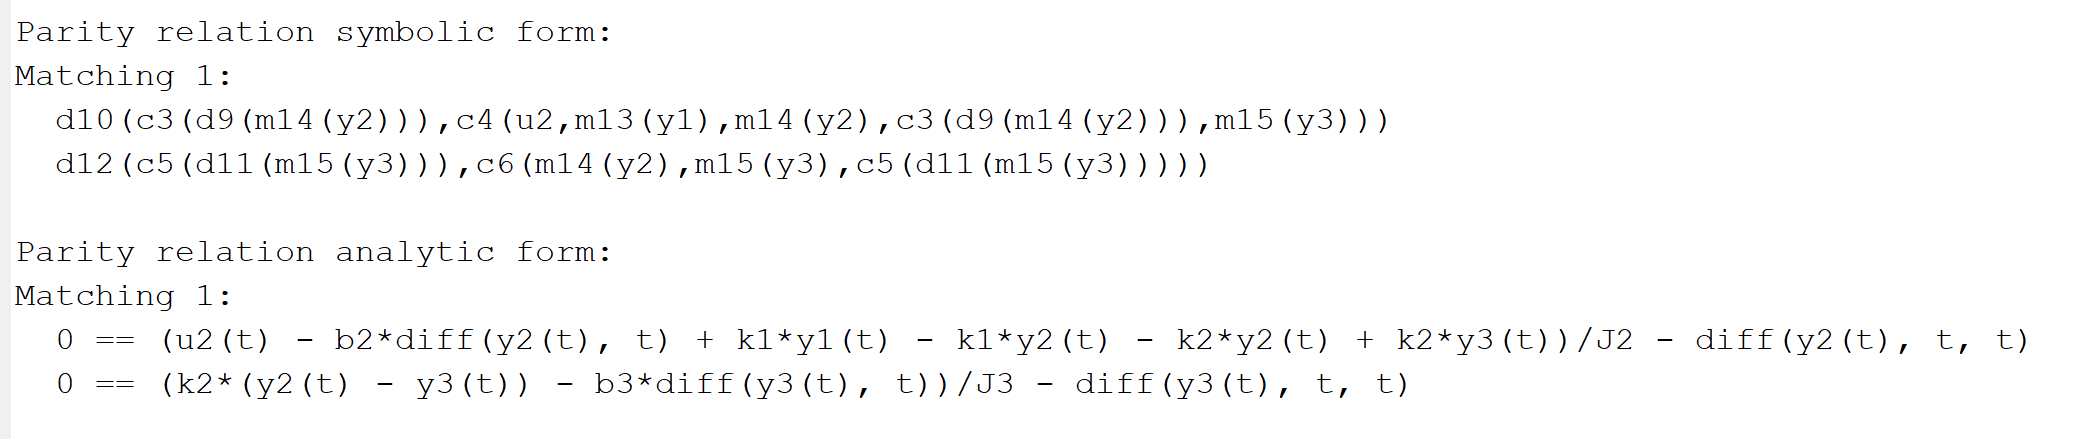 Parity relation symbolic form:
Matching 1:
  d10(c3(d9(m14(y2))),c4(u2,m13(y1),m14(y2),c3(d9(m14(y2))),m15(y3)))
  d12(c5(d11(m15(y3))),c6(m14(y2),m15(y3),c5(d11(m15(y3)))))

Parity relation analytic form:
Matching 1:
  0 == (u2(t) - b2*diff(y2(t), t) + k1*y1(t) - k1*y2(t) - k2*y2(t) + k2*y3(t))/J2 - diff(y2(t), t, t)
  0 == (k2*(y2(t) - y3(t)) - b3*diff(y3(t), t))/J3 - diff(y3(t), t, t)